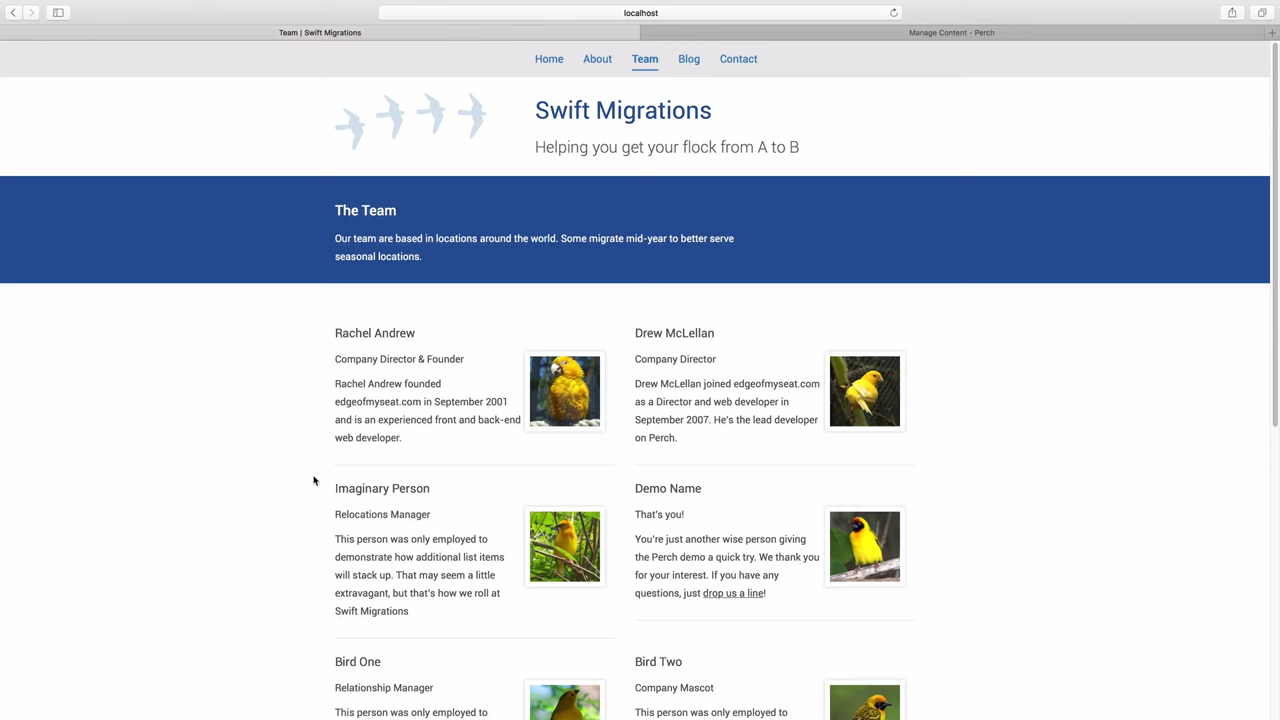 localhost
Team | Swift Migrations
Manage Content - Perch
Home About Team Blog Contact
Swift Migrations
Helping you get your flock from A to B
The Team
Our team are based in locations around the world. Some migrate mid-year to better serve
seasonal locations.
Rachel Andrew
Company Director & Founder
Rachel Andrew founded
edgeofmyseat.com in September 2001
and is an experienced front and back-end
web developer.
Drew McLellan
Company Director
Drew McLellan joined edgeofmyseat.com
as a Director and web developer in
September 2007. He's the lead developer
on Perch.
Imaginary Person
Relocations Manager
This person was only employed to
demonstrate how additional list items
will stack up. That may seem a little
extravagant, but that's how we roll at
Swift Migrations
Demo Name
That's you!
You're just another wise person giving
the Perch demo a quick try. We thank you
for your interest. If you have any
questions, just drop us a line!
Bird One
Relationship Manager
This person was only employed to
Bird Two
Company Mascot
This person was only employed to